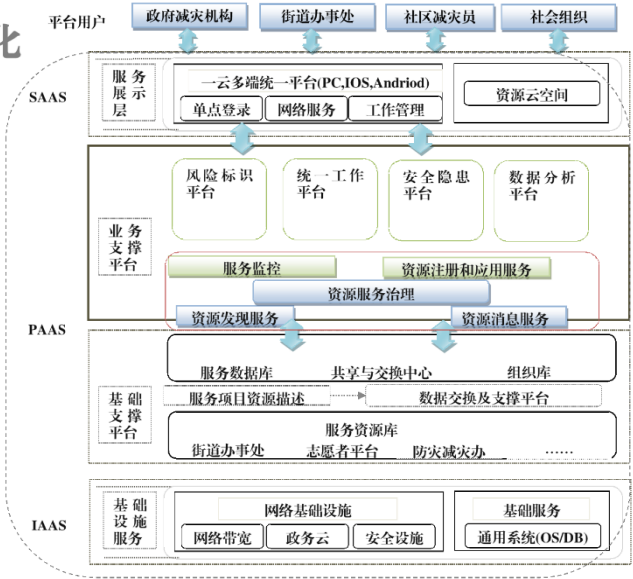 平台用户
政府减灾机构
街道办事处
社区减灾员
社会组织
化
SAAS
服务
展示
层
一云多端统一平台(PC,IOS,Andriod)
单点登录
网络服务
工作管理
资源云空间
业务
支撑
平台
风险标识
平台
统一工作
平台
安全隐患
平台
数据分析
平台
服务监控
资源注册和应用服务
资源服务治理
资源发现服务
资源消息服务
PAAS
基础
支撑
平台
服务数据库
共享与交换中心
组织库
服务项目资源描述
数据交换及支撑平台
服务资源库
街道办事处
志愿者平台
防灾减灾办
……
IAAS
基础
设施
服务
网络基础设施
网络带宽
政务云
安全设施
基础服务
通用系统(OS/DB)